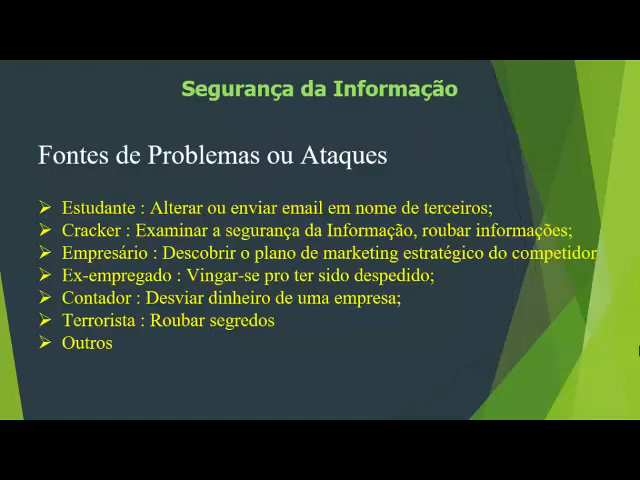 Segurança da Informação
Fontes de Problemas ou Ataques
➢ Estudante : Alterar ou enviar email em nome de terceiros;
➢ Cracker : Examinar a segurança da Informação, roubar informações;
➢ Empresário : Descobrir o plano de marketing estratégico do competidor
➢ Ex-empregado : Vingar-se pro ter sido despedido;
➢ Contador : Desviar dinheiro de uma empresa;
➢ Terrorista : Roubar segredos
➢ Outros